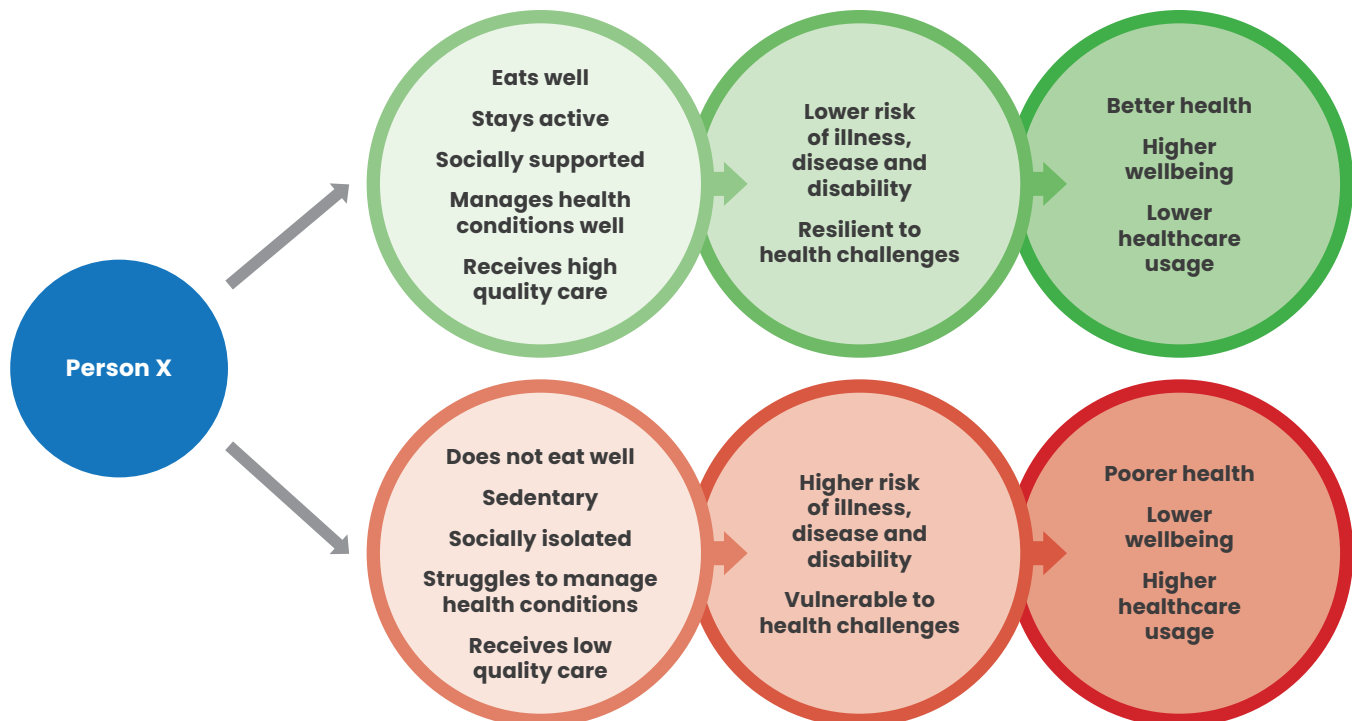 Person X
Eats well
Stays active
Socially supported
Manages health
conditions well
Receives high
quality care
Lower risk
of illness,
disease and
disability
Resilient to
health challenges
Better health
Higher
wellbeing
Lower
healthcare
usage
Does not eat well
Sedentary
Socially isolated
Struggles to manage
health conditions
Receives low
quality care
Higher risk
of illness,
disease and
disability
Vulnerable to
health challenges
Poorer health
Lower
wellbeing
Higher
healthcare
usage